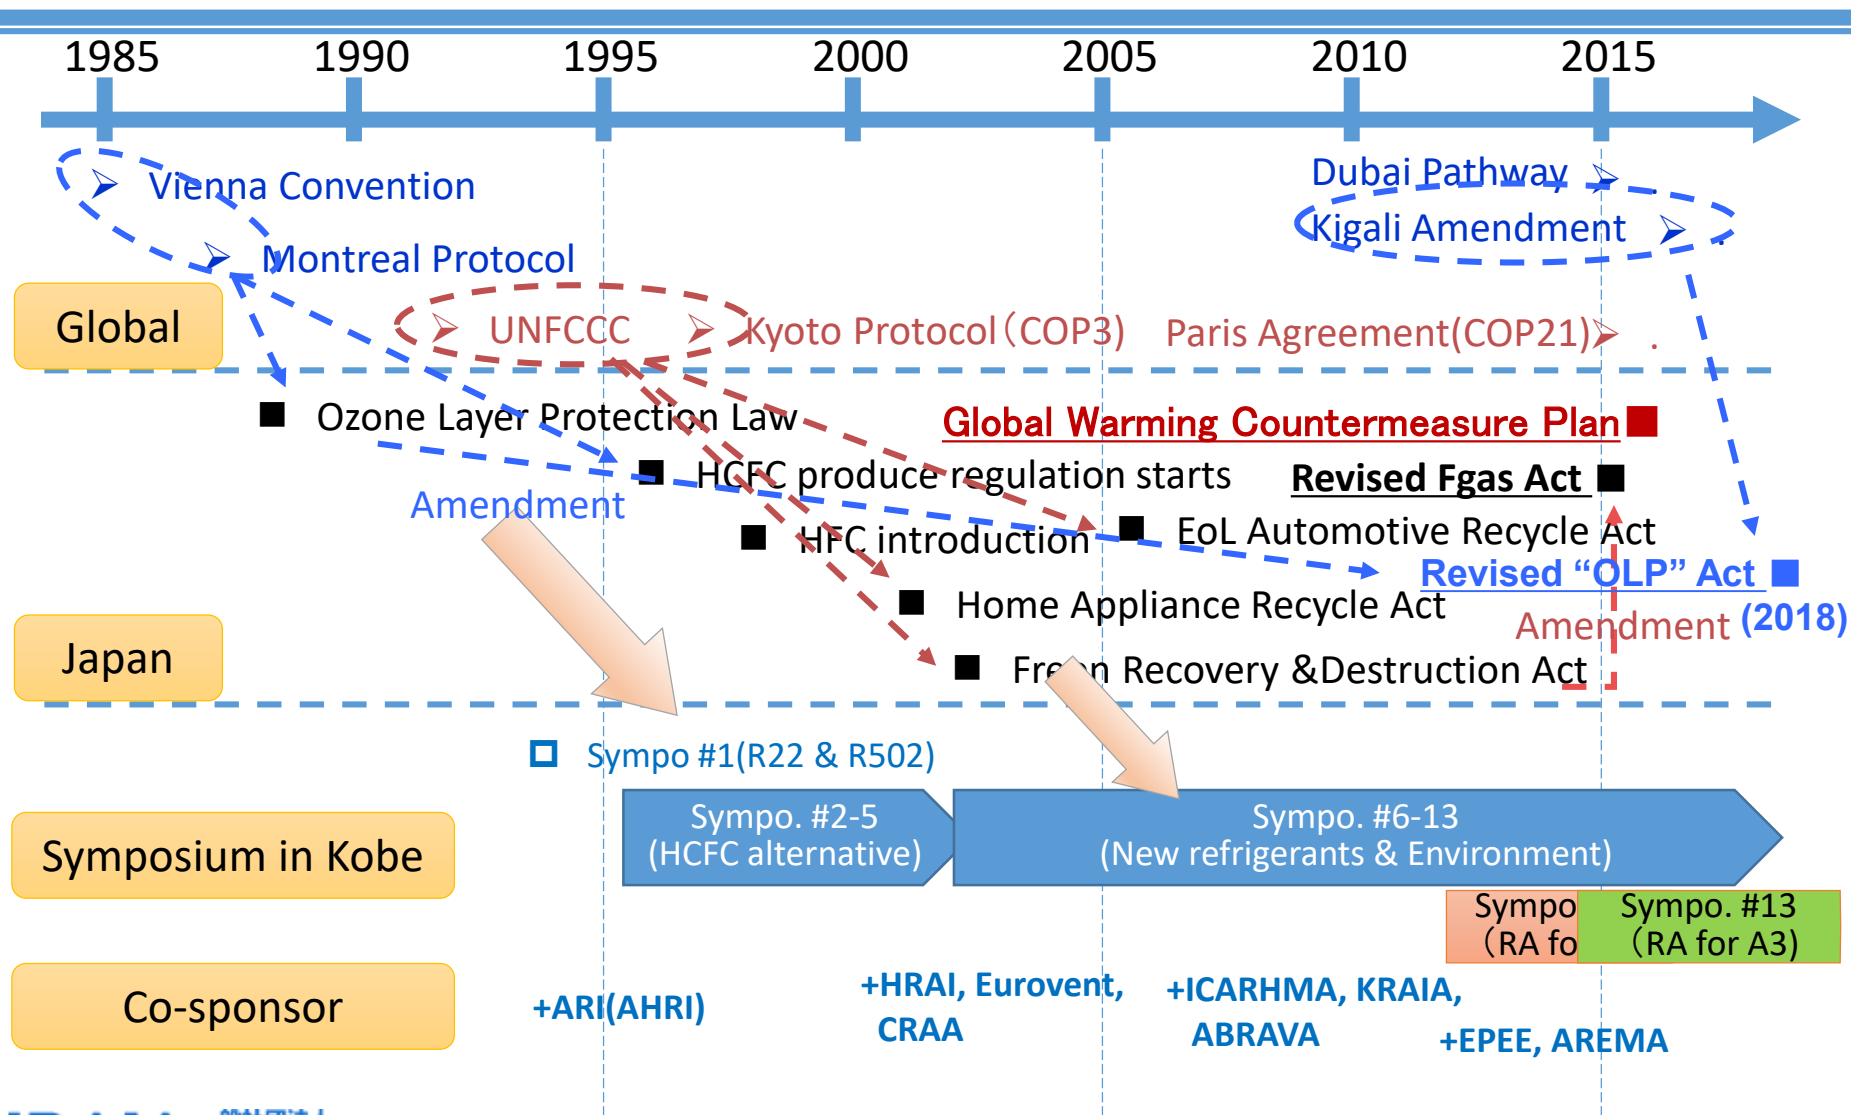 1985 1990 1995 2000 2005 2010 2015
Vienna Convention
Dubai Pathway
Kigali Amendment
Montreal Protocol
Global
UNFCCC
Kyoto Protocol（COP3)
Paris Agreement(COP21)
Ozone Layer Protection Law
Global Warming Countermeasure Plan
HCFC produce regulation starts
Revised Fgas Act
Amendment
HFC introduction
EoL Automotive Recycle Act
Revised “OLP” Act
(2018)
Home Appliance Recycle Act
Amendment
Japan
Freon Recovery &Destruction Act
Sympo #1(R22 & R502)
Symposium in Kobe
Sympo. #2-5
(HCFC alternative)
Sympo. #6-13
(New refrigerants & Environment)
Sympo
（RA fo
Sympo. #13
（RA for A3)
Co-sponsor
+ARI(AHRI)
+HRAI, Eurovent,
CRAA
+ICARHMA, KRAIA,
ABRAVA
+EPEE, AREMA